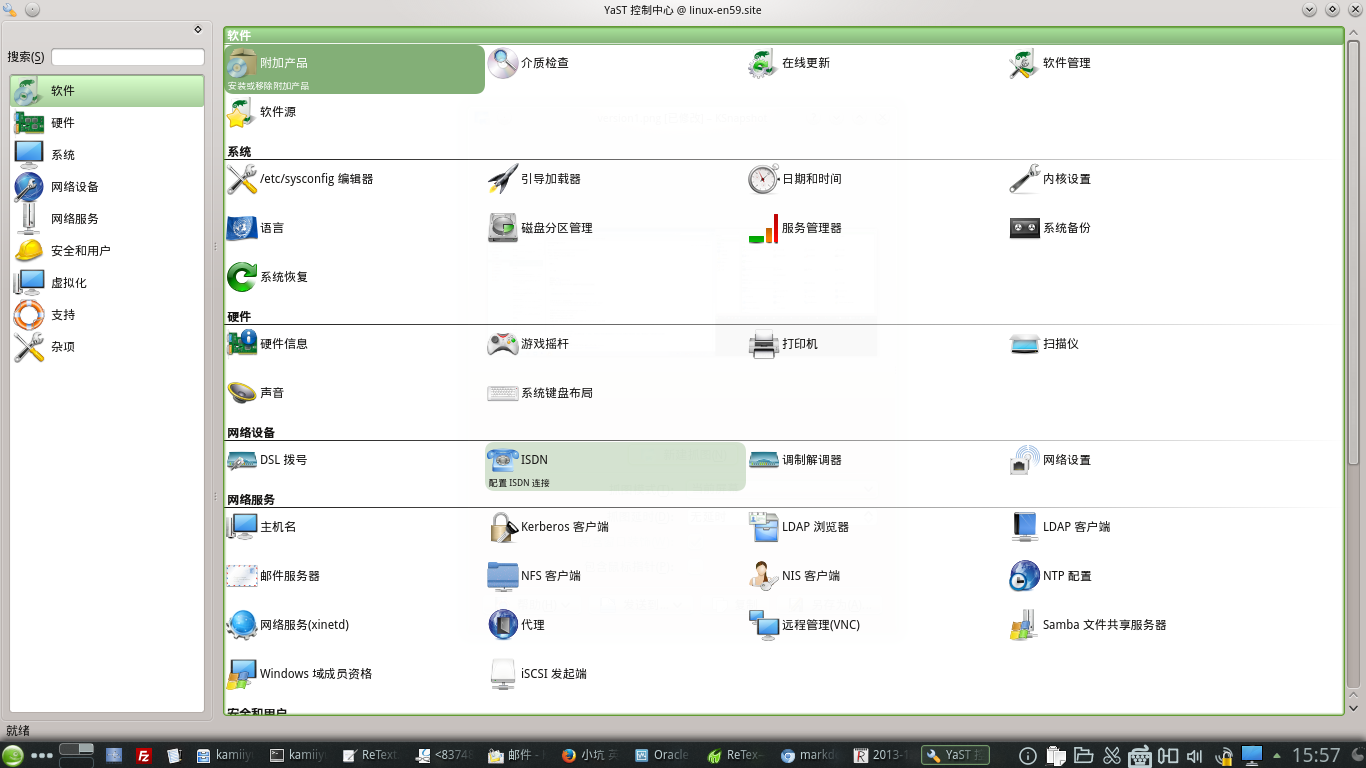 YaST 控制中心 @ linux-en59.site
搜索(S)
软件
硬件
系统
网络设备
网络服务
安全和用户
虚拟化
支持
杂项
软件
附加产品
安装或移除附加产品
介质检查
在线更新
软件管理
软件源
系统
/etc/sysconfig 编辑器
引导加载器
日期和时间
内核设置
语言
磁盘分区管理
服务管理器
系统备份
系统恢复
硬件
硬件信息
游戏摇杆
打印机
扫描仪
声音
系统键盘布局
网络设备
DSL 拨号
ISDN
配置 ISDN 连接
调制解调器
网络设置
网络服务
主机名
Kerberos 客户端
LDAP 浏览器
LDAP 客户端
邮件服务器
NFS 客户端
NIS 客户端
NTP 配置
网络服务(xinetd)
代理
远程管理(VNC)
Samba 文件共享服务器
Windows 域成员资格
iSCSI 发起端
安全和用户
就绪
kamiiy
kamiiy
ReText
<8374
邮件 -
小坑 英
Oracle
ReTex
markd
2013-1
YaST 控
15:57